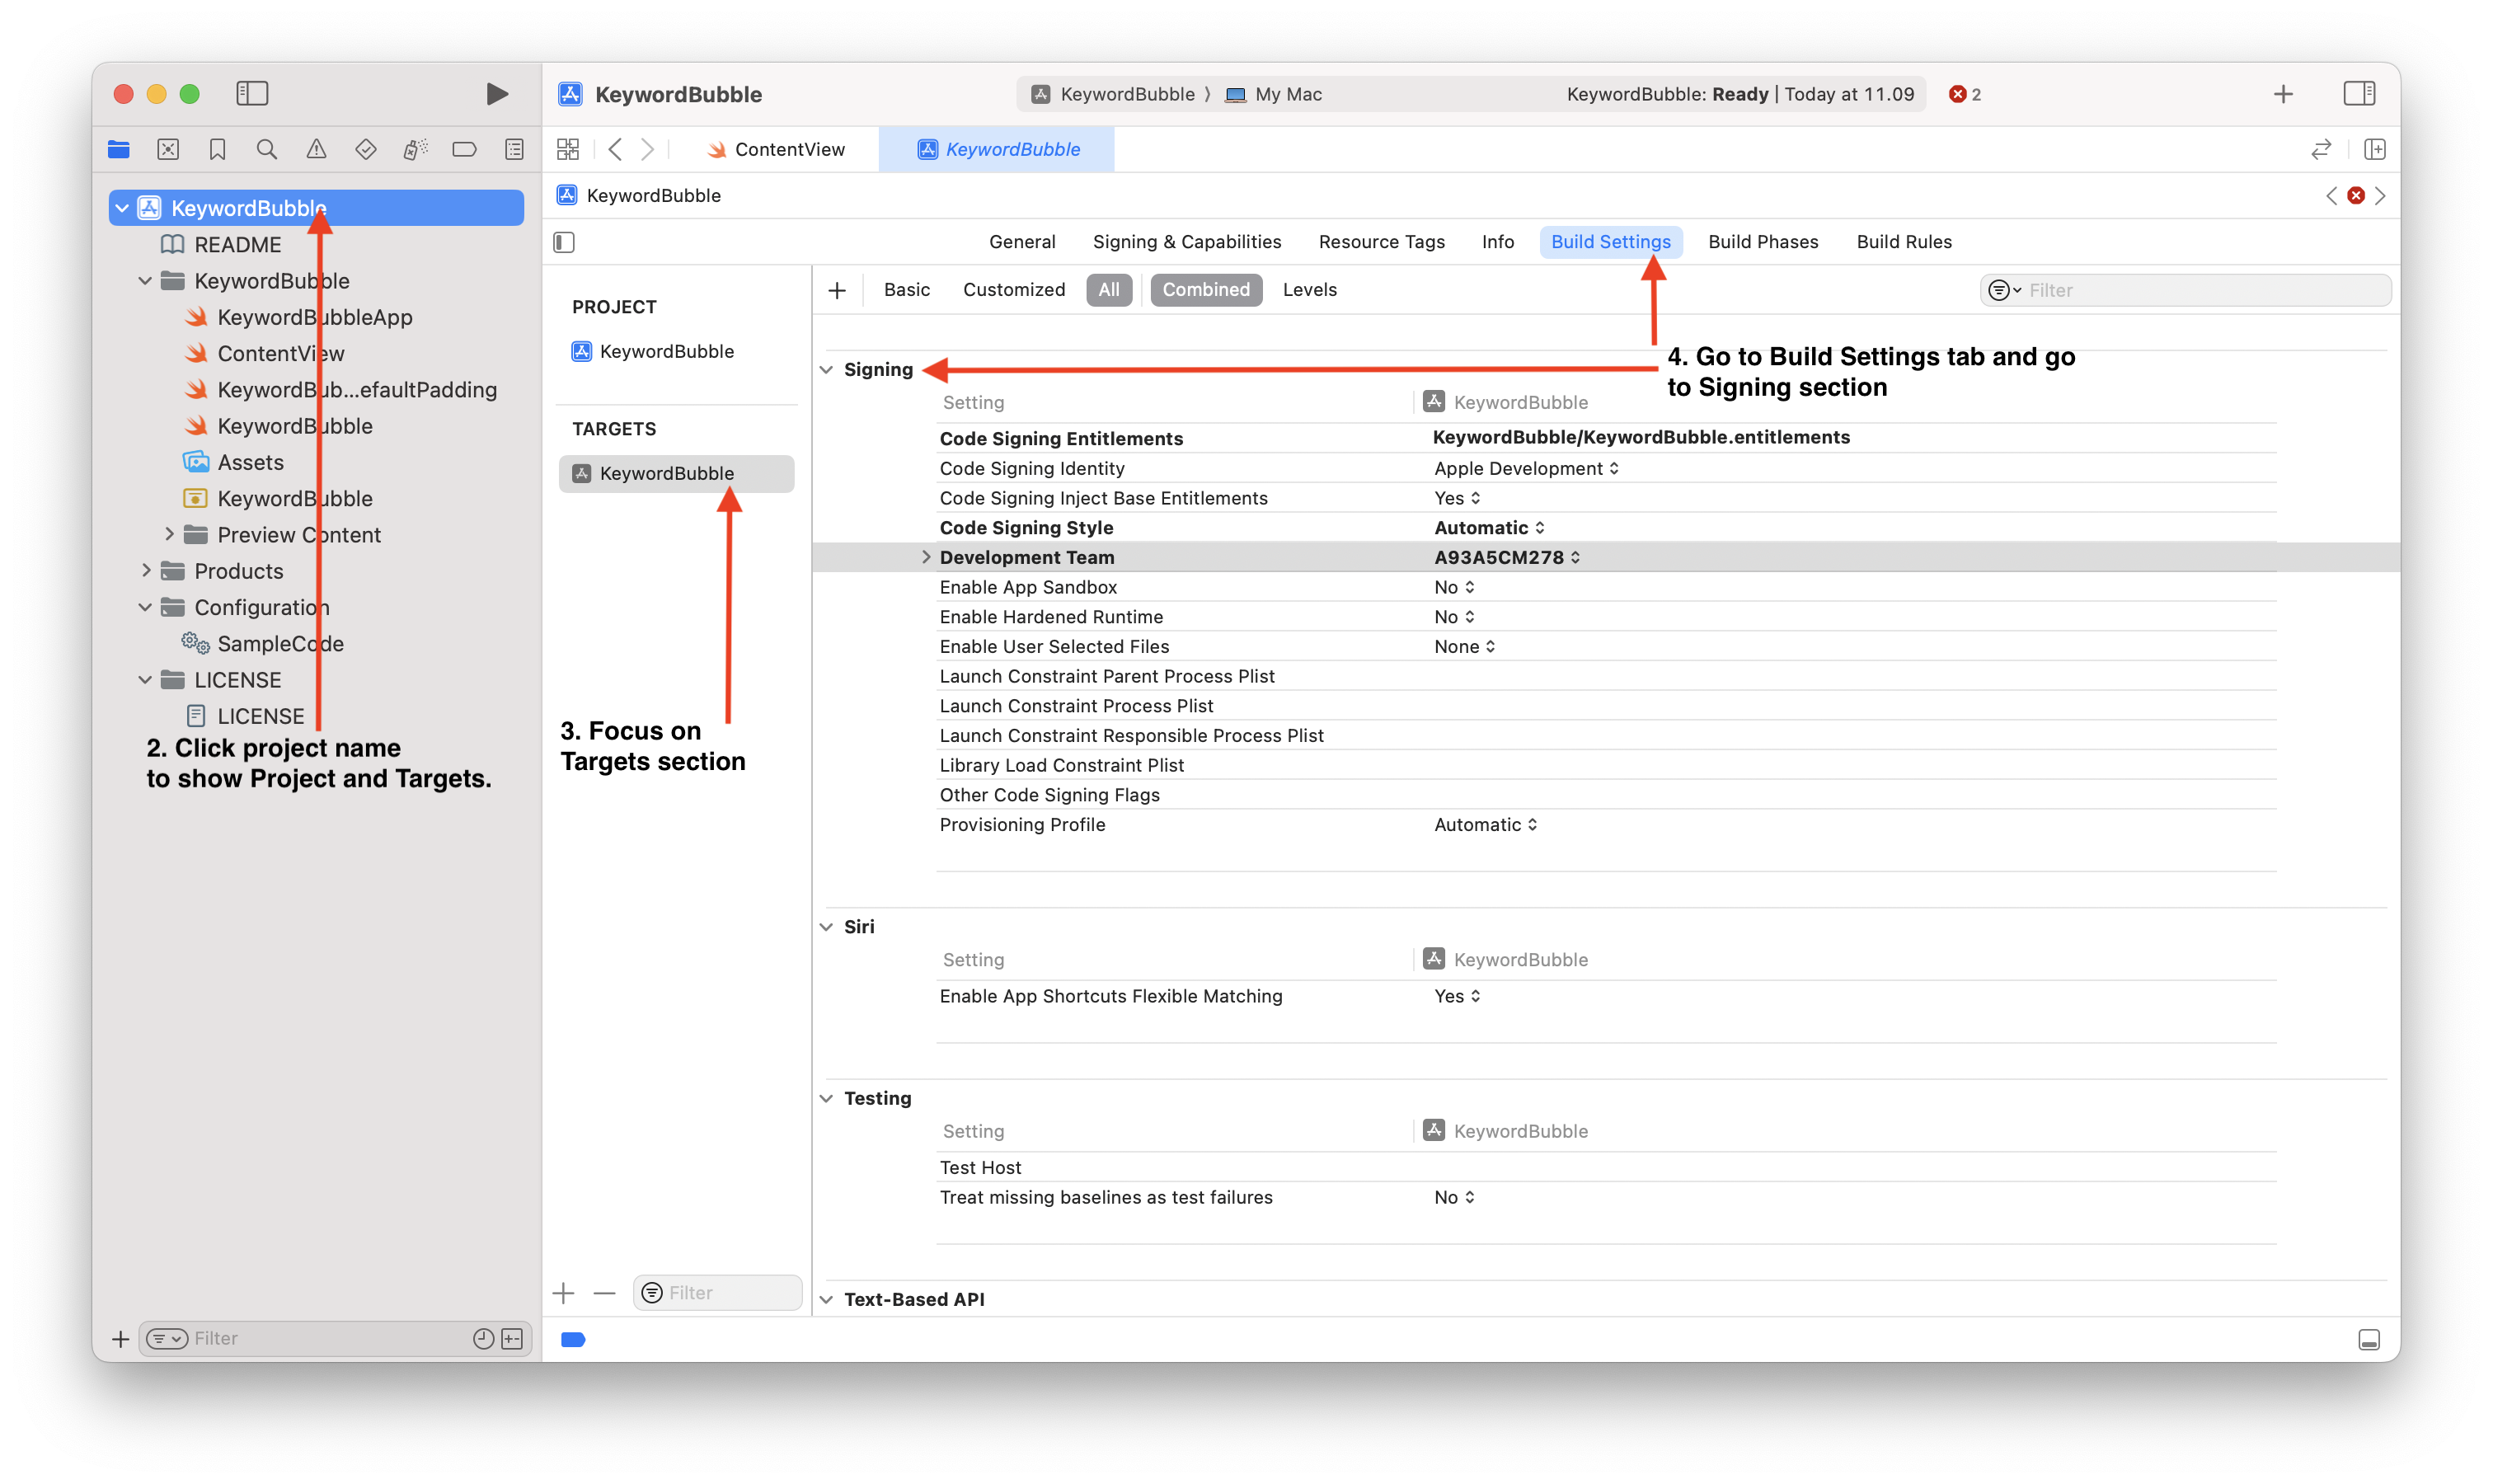 KeywordBubble
KeywordBubble 〉 My Mac
KeywordBubble: Ready | Today at 11.09
2
ContentView
KeywordBubble
KeywordBubble
KeywordBubble
README
KeywordBubble
KeywordBubbleApp
ContentView
KeywordBub...efaultPadding
KeywordBubble
Assets
KeywordBubble
Preview Content
Products
Configuration
SampleCode
LICENSE
LICENSE
2. Click project name
to show Project and Targets.
Filter
General Signing & Capabilities Resource Tags Info Build Settings Build Phases Build Rules
PROJECT
KeywordBubble
TARGETS
KeywordBubble
3. Focus on
Targets section
Filter
Basic Customized All Combined Levels
Filter
4. Go to Build Settings tab and go
to Signing section
Signing
Setting KeywordBubble
Code Signing Entitlements KeywordBubble/KeywordBubble.entitlements
Code Signing Identity Apple Development
Code Signing Inject Base Entitlements Yes
Code Signing Style Automatic
Development Team A93A5CM278
Enable App Sandbox No
Enable Hardened Runtime No
Enable User Selected Files None
Launch Constraint Parent Process Plist
Launch Constraint Process Plist
Launch Constraint Responsible Process Plist
Library Load Constraint Plist
Other Code Signing Flags
Provisioning Profile Automatic
Siri
Setting KeywordBubble
Enable App Shortcuts Flexible Matching Yes
Testing
Setting KeywordBubble
Test Host
Treat missing baselines as test failures No
Text-Based API